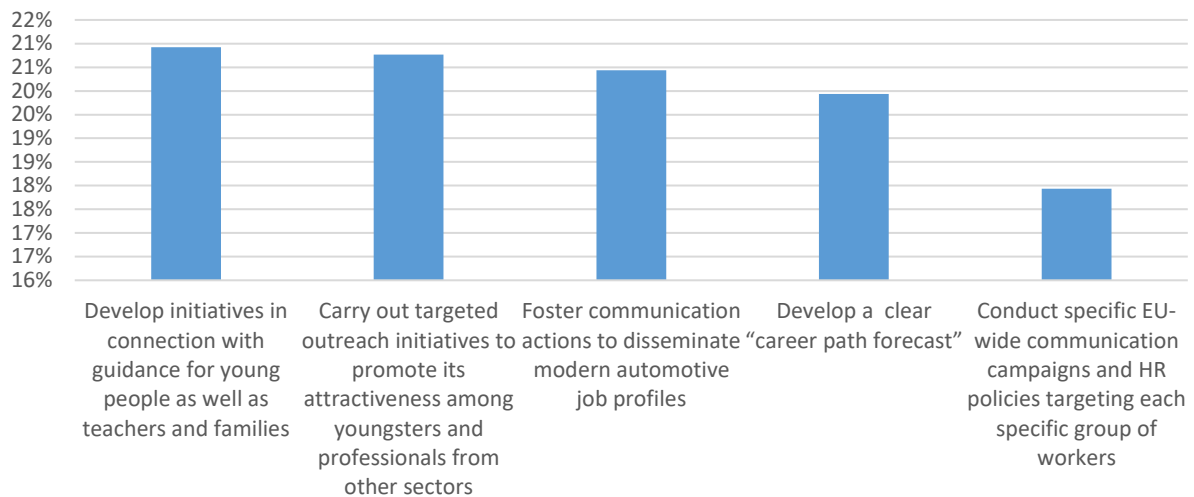 22%
21%
21%
20%
20%
19%
19%
18%
18%
17%
17%
16%
Develop initiatives in
connection with
guidance for young
people as well as
teachers and families
Carry out targeted
outreach initiatives to
promote its
attractiveness among
youngsters and
professionals from
other sectors
Foster communication
actions to disseminate
modern automotive
job profiles
Develop a  clear
“career path forecast”
Conduct specific EU-
wide communication
campaigns and HR
policies targeting each
specific group of
workers